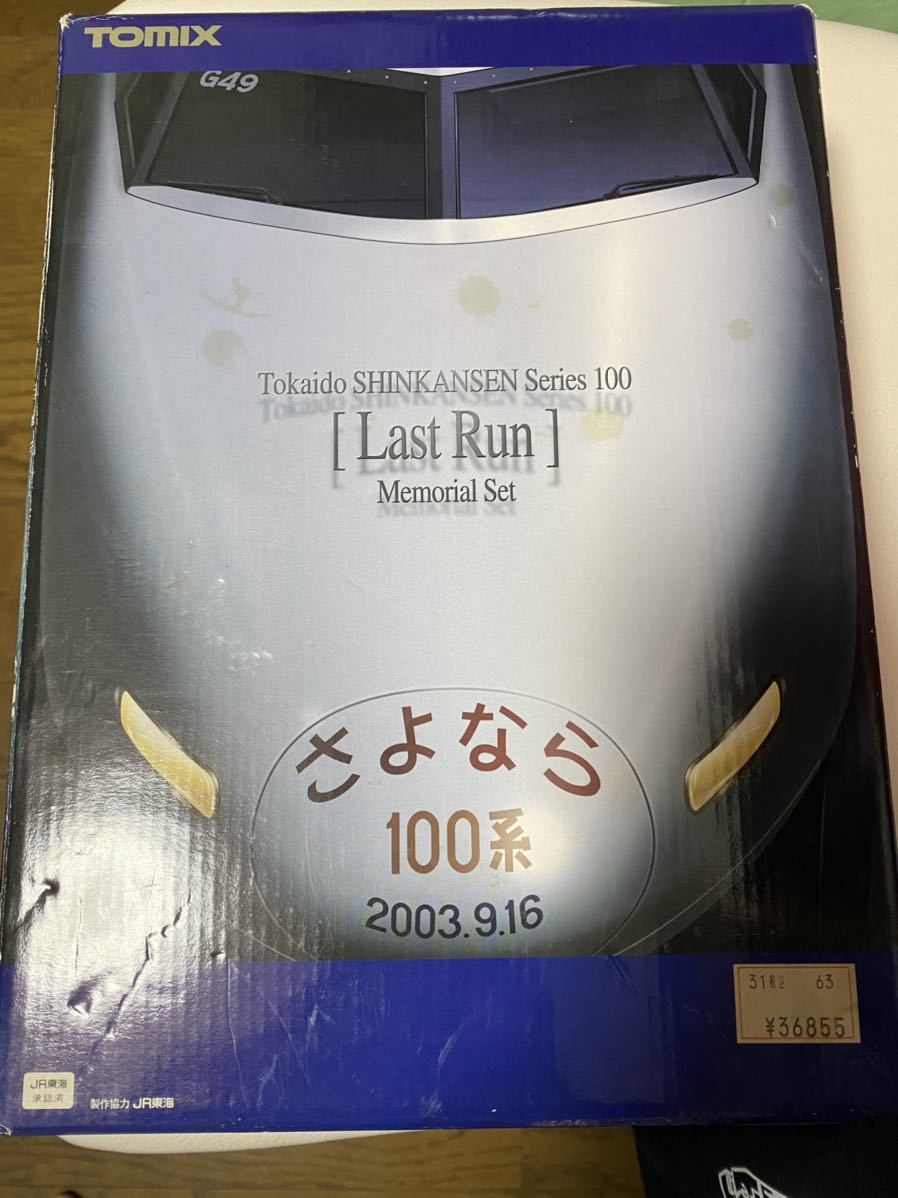 TOMIX
G49
Tokaido SHINKANSEN Series 100
[ Last Run ]
Memorial Set
さよなら
100系
2003.9.16
63
¥36855
JR東海
承認済
製作協力 JR東海